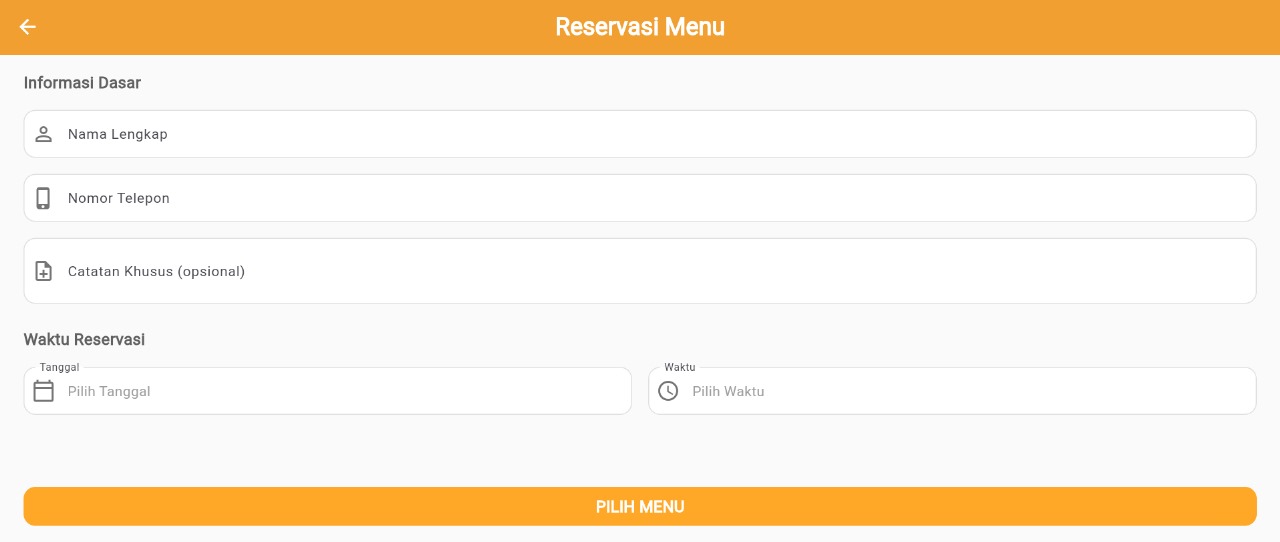 Reservasi Menu
Informasi Dasar
Nama Lengkap
Nomor Telepon
Catatan Khusus (opsional)
Waktu Reservasi
Tanggal
Pilih Tanggal
Waktu
Pilih Waktu
PILIH MENU